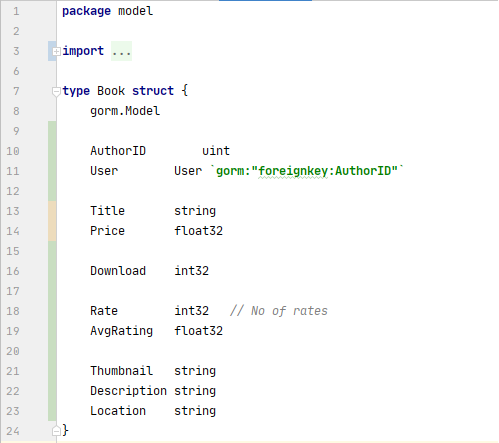 1 package model
2
3 import ...
6
7 type Book struct {
8     gorm.Model
9
10     AuthorID        uint
11     User        User `gorm:"foreignkey:AuthorID"`
12
13     Title       string
14     Price       float32
15
16     Download    int32
17
18     Rate        int32   // No of rates
19     AvgRating   float32
20
21     Thumbnail   string
22     Description string
23     Location    string
24 }